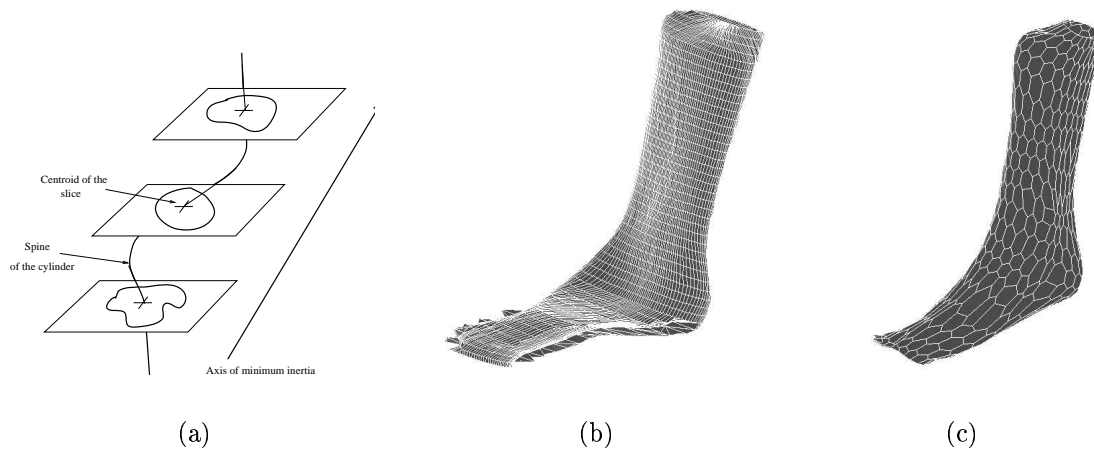 Centroid of the
slice
Spine
of the cylinder
Axis of minimum inertia
(a)
(b)
(c)